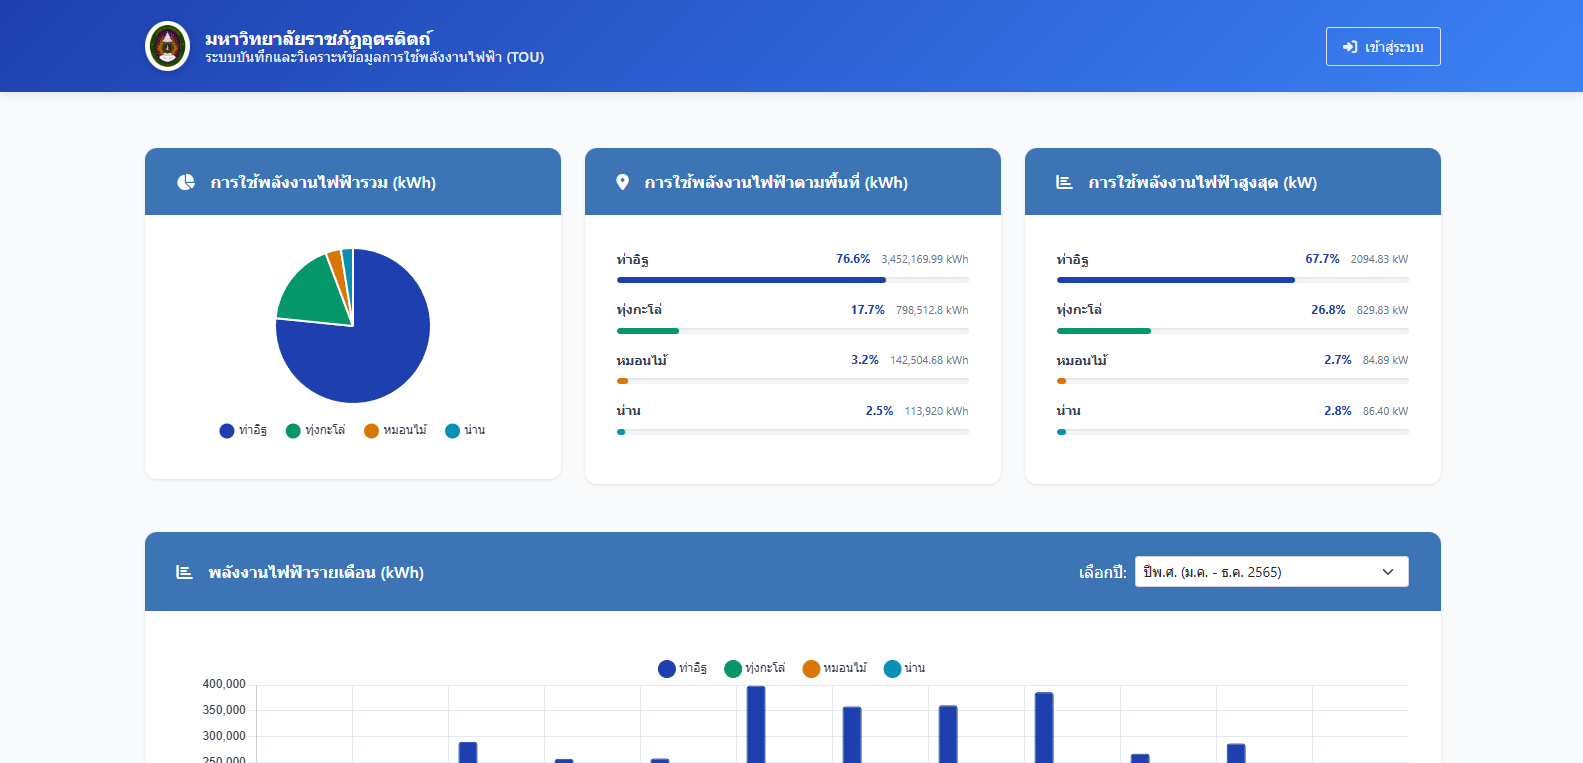 มหาวิทยาลัยราชภัฏอุตรดิตถ์
ระบบบันทึกและวิเคราะห์ข้อมูลการใช้พลังงานไฟฟ้า (TOU)
เข้าสู่ระบบ
การใช้พลังงานไฟฟ้ารวม (kWh)
ท่าอิฐ ทุ่งกะโล่ หมอนไม้ น่าน
การใช้พลังงานไฟฟ้าตามพื้นที่ (kWh)
ท่าอิฐ 76.6% 3,452,169.99 kWh
ทุ่งกะโล่ 17.7% 798,512.8 kWh
หมอนไม้ 3.2% 142,504.68 kWh
น่าน 2.5% 113,920 kWh
การใช้พลังงานไฟฟ้าสูงสุด (kW)
ท่าอิฐ 67.7% 2094.83 kW
ทุ่งกะโล่ 26.8% 829.83 kW
หมอนไม้ 2.7% 84.89 kW
น่าน 2.8% 86.40 kW
พลังงานไฟฟ้ารายเดือน (kWh)
เลือกปี: ปีพ.ศ. (ม.ค. - ธ.ค. 2565)
ท่าอิฐ ทุ่งกะโล่ หมอนไม้ น่าน
400,000
350,000
300,000
250,000